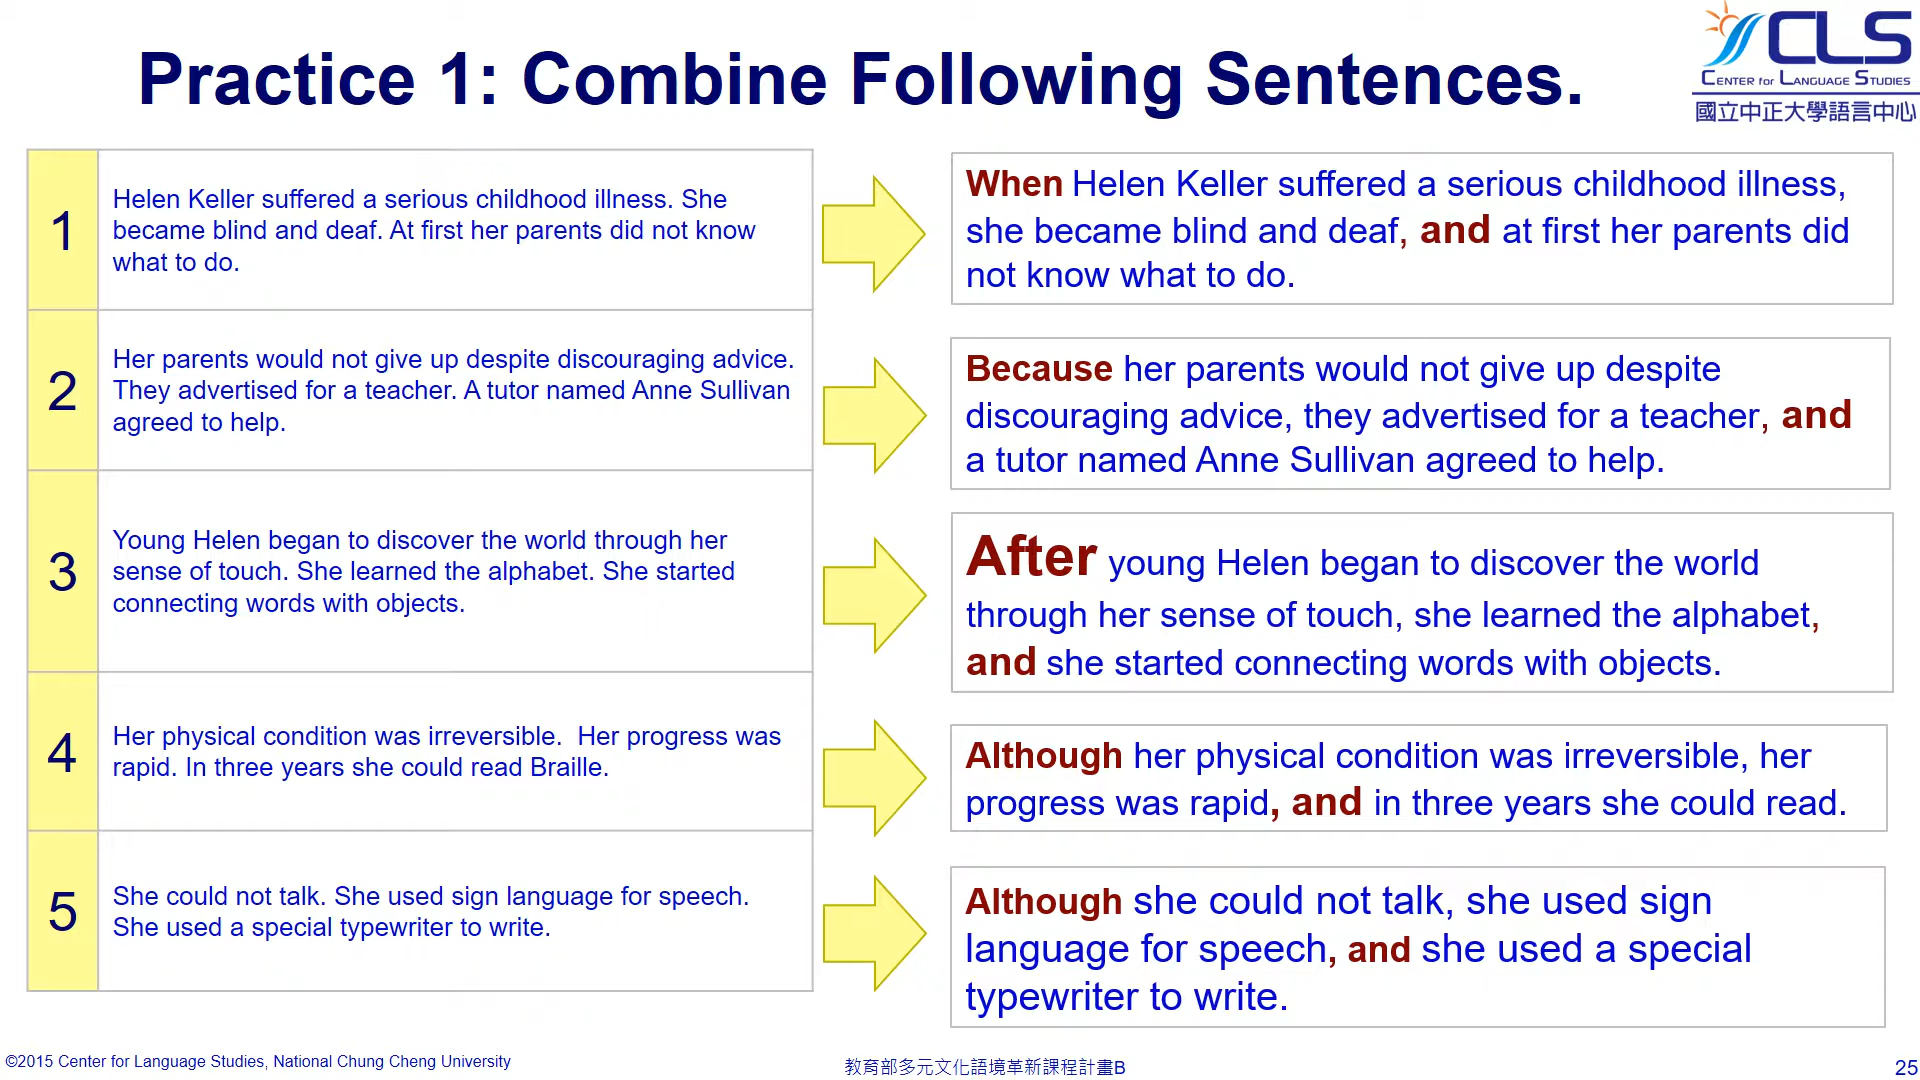 Practice 1: Combine Following Sentences.
CLS
CENTER for LANGUAGE STUDIES
國立中正大學語言中心
1
Helen Keller suffered a serious childhood illness. She
became blind and deaf. At first her parents did not know
what to do.
When Helen Keller suffered a serious childhood illness,
she became blind and deaf, and at first her parents did
not know what to do.
2
Her parents would not give up despite discouraging advice.
They advertised for a teacher. A tutor named Anne Sullivan
agreed to help.
Because her parents would not give up despite
discouraging advice, they advertised for a teacher, and
a tutor named Anne Sullivan agreed to help.
3
Young Helen began to discover the world through her
sense of touch. She learned the alphabet. She started
connecting words with objects.
After young Helen began to discover the world
through her sense of touch, she learned the alphabet,
and she started connecting words with objects.
4
Her physical condition was irreversible.  Her progress was
rapid. In three years she could read Braille.
Although her physical condition was irreversible, her
progress was rapid, and in three years she could read.
5
She could not talk. She used sign language for speech.
She used a special typewriter to write.
Although she could not talk, she used sign
language for speech, and she used a special
typewriter to write.
©2015 Center for Language Studies, National Chung Cheng University
教育部多元文化語境革新課程計畫B
25